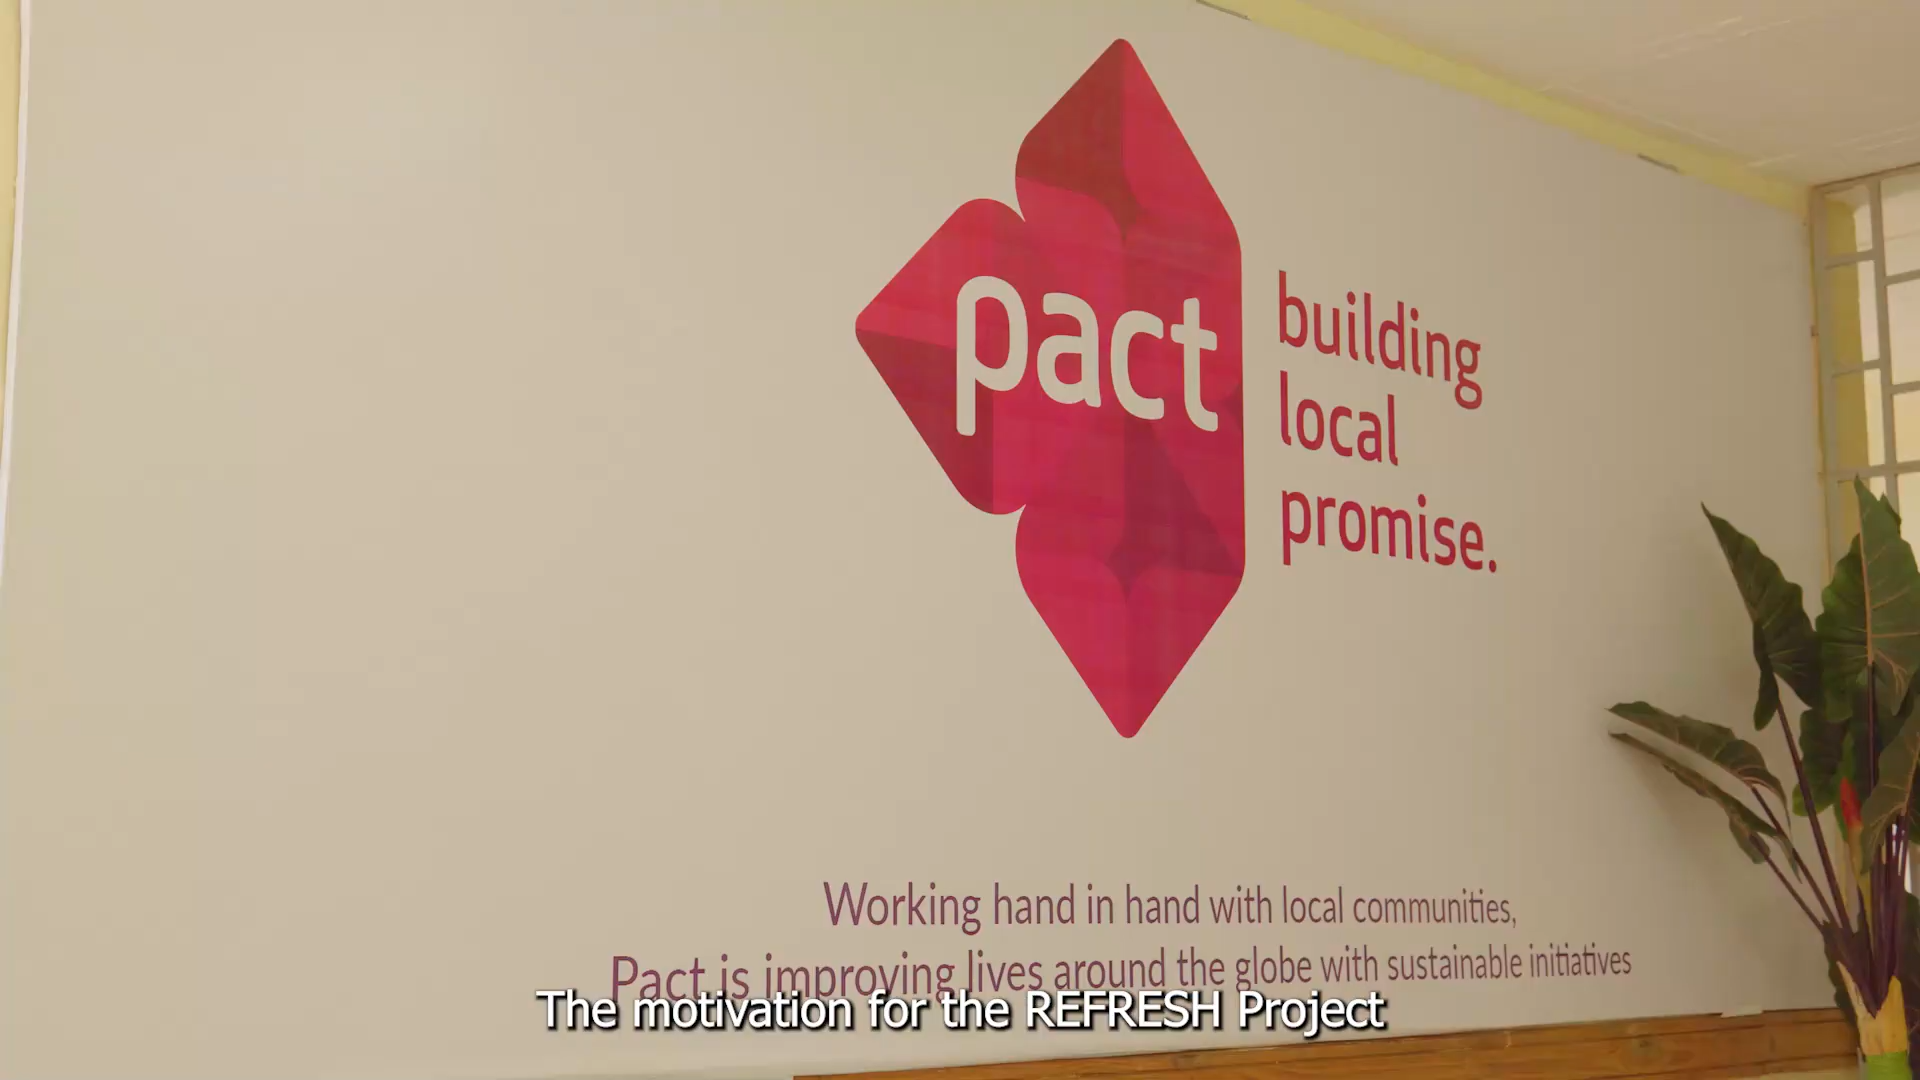 pact
building
local
promise.
Working hand in hand with local communities,
Pact is improving lives around the globe with sustainable initiatives
The motivation for the REFRESH Project